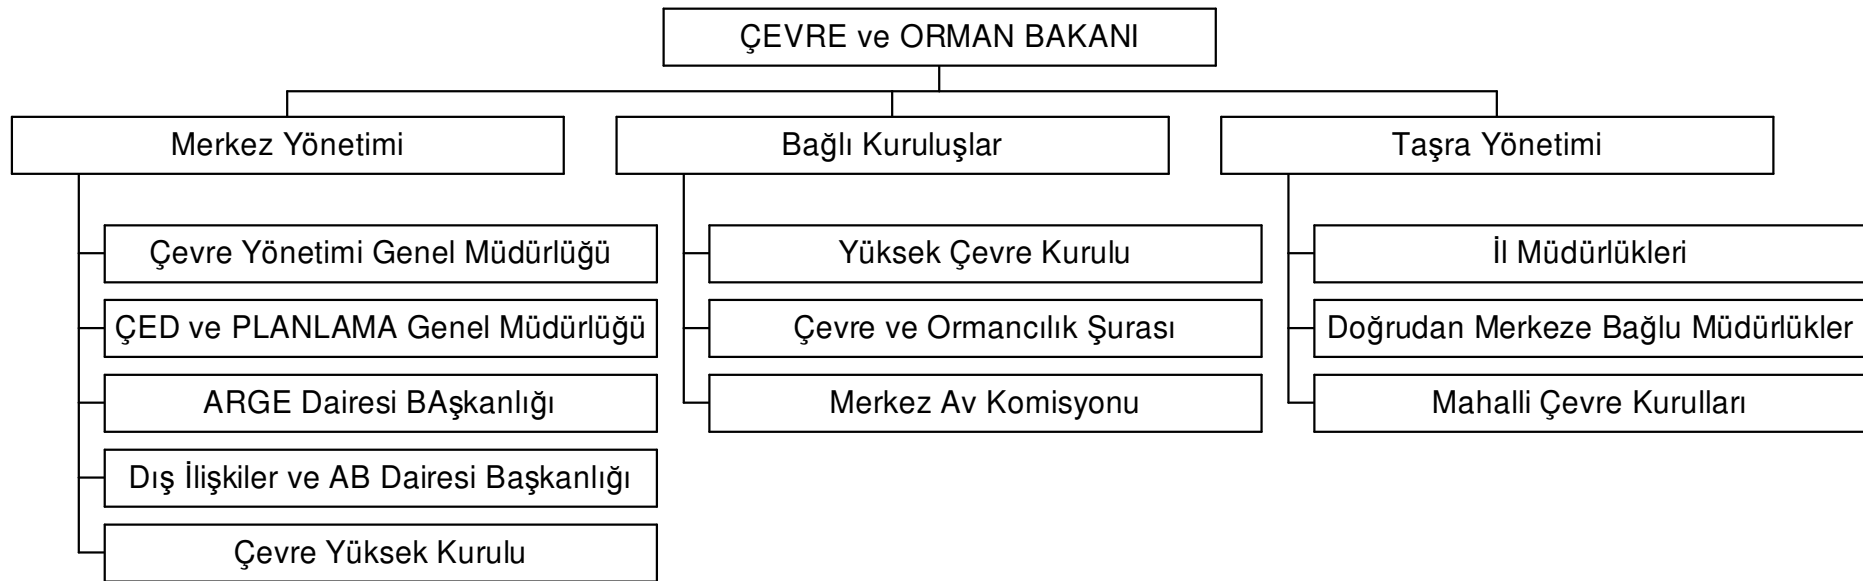 ÇEVRE ve ORMAN BAKANI
Merkez Yönetimi
Çevre Yönetimi Genel Müdürlüğü
ÇED ve PLANLAMA Genel Müdürlüğü
ARGE Dairesi BAşkanlığı
Dış İlişkiler ve AB Dairesi Başkanlığı
Çevre Yüksek Kurulu
Bağlı Kuruluşlar
Yüksek Çevre Kurulu
Çevre ve Ormancılık Şurası
Merkez Av Komisyonu
Taşra Yönetimi
İl Müdürlükleri
Doğrudan Merkeze Bağlu Müdürlükler
Mahalli Çevre Kurulları